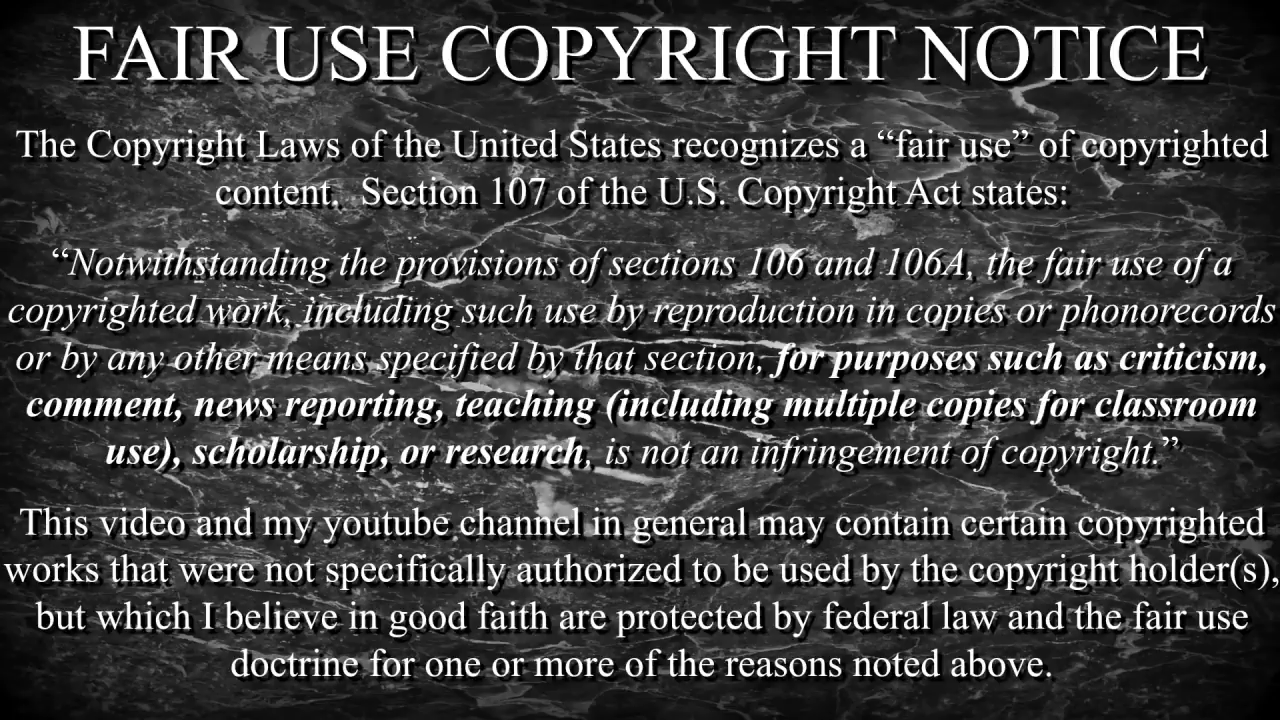 FAIR USE COPYRIGHT NOTICE
The Copyright Laws of the United States recognizes a “fair use” of copyrighted
content.  Section 107 of the U.S. Copyright Act states:
“Notwithstanding the provisions of sections 106 and 106A, the fair use of a
copyrighted work, including such use by reproduction in copies or phonorecords
or by any other means specified by that section, for purposes such as criticism,
comment, news reporting, teaching (including multiple copies for classroom
use), scholarship, or research, is not an infringement of copyright.”
This video and my youtube channel in general may contain certain copyrighted
works that were not specifically authorized to be used by the copyright holder(s),
but which I believe in good faith are protected by federal law and the fair use
doctrine for one or more of the reasons noted above.